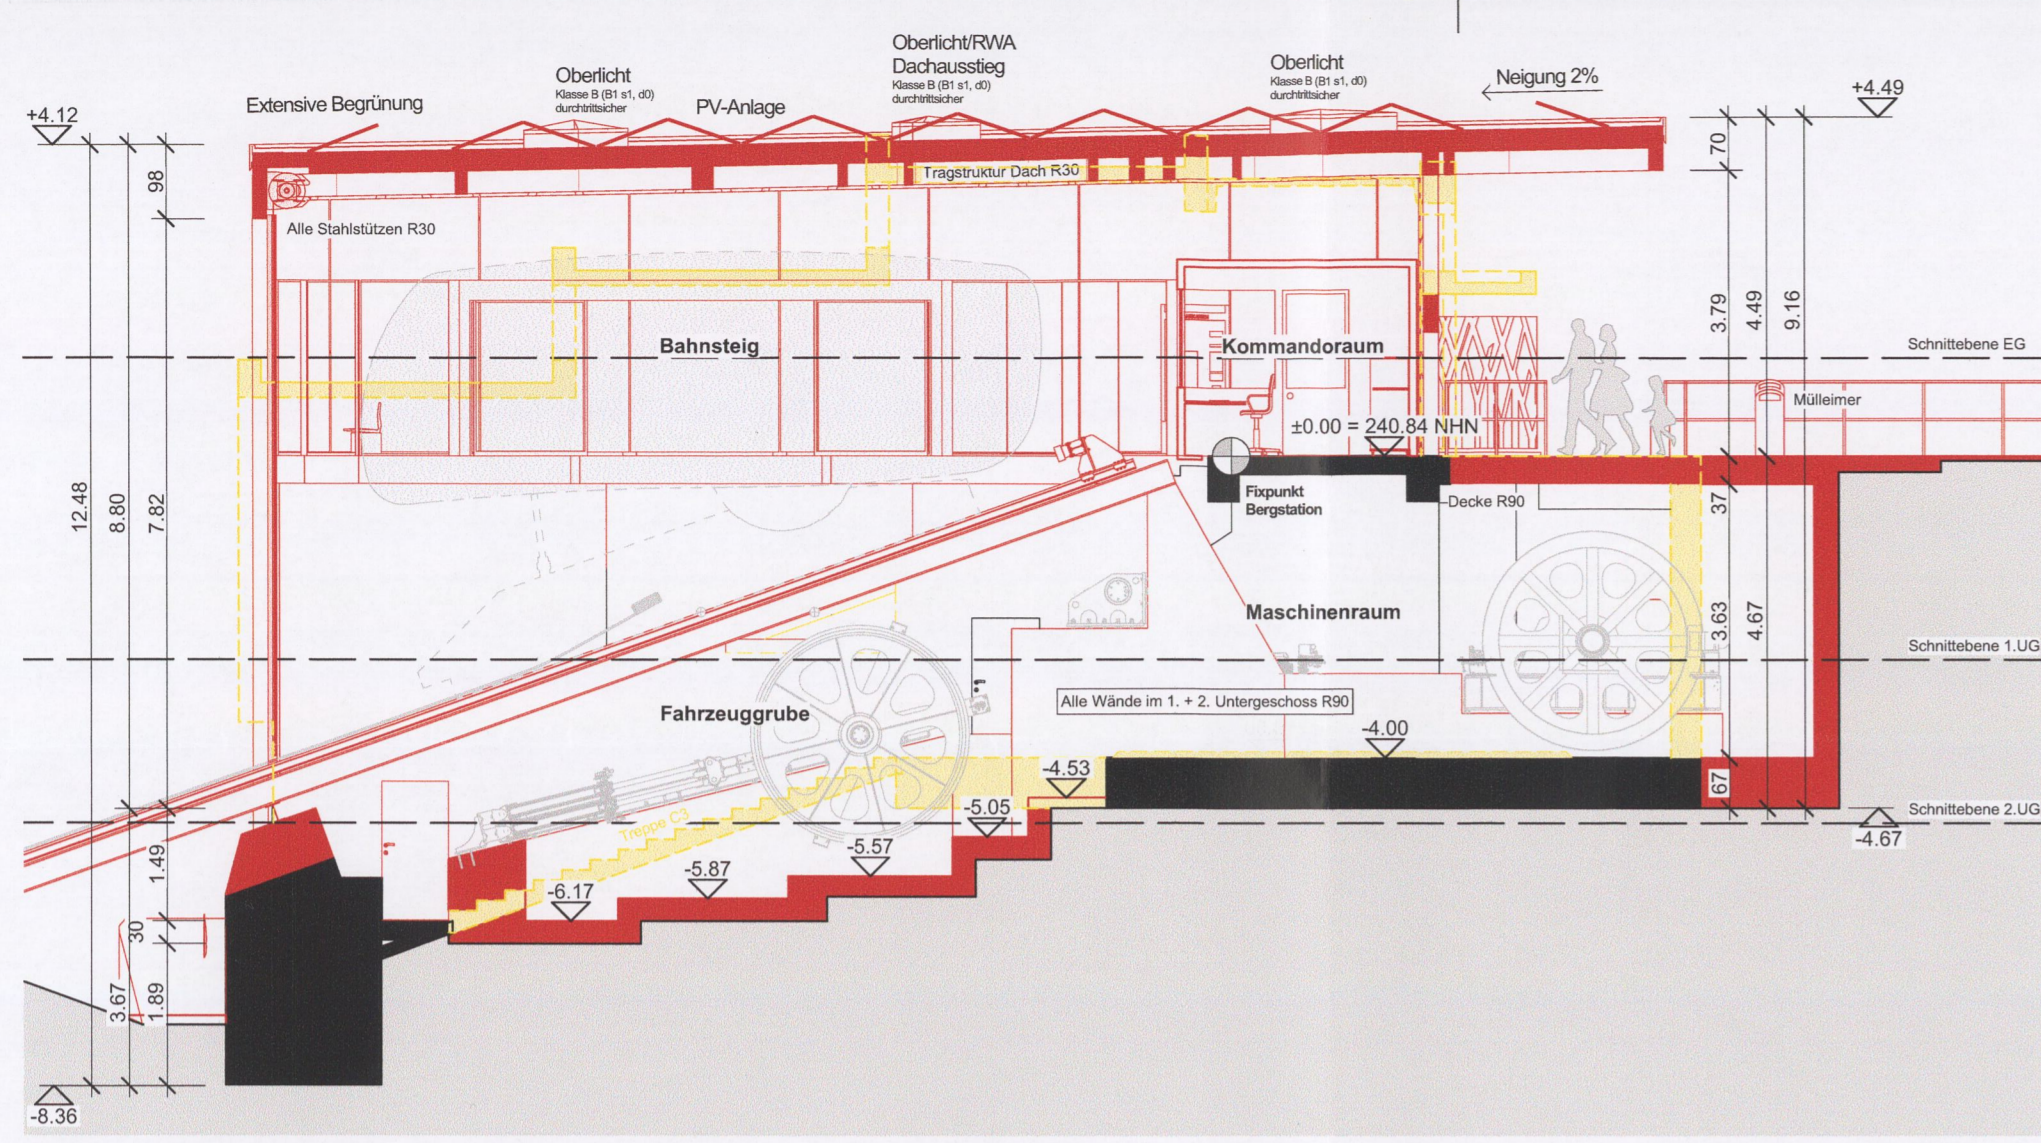 Oberlicht/RWA
Dachausstieg
Klasse B (B1 s1, d0)
durchtrittsicher
Oberlicht
Klasse B (B1 s1, d0)
durchtrittsicher
Oberlicht
Klasse B (B1 s1, d0)
durchtrittsicher
Neigung 2%
+4.49
Extensive Begrünung
PV-Anlage
+4.12
98
70
Tragstruktur Dach R30
Alle Stahlstützen R30
3.79
4.49
9.16
Bahnsteig
Kommandoraum
Schnittebene EG
Mülleimer
±0.00 = 240.84 NHN
12.48
8.80
7.82
Fixpunkt
Bergstation
Decke R90
37
Maschinenraum
3.63
4.67
Schnittebene 1.UG
Alle Wände im 1. + 2. Untergeschoss R90
Fahrzeuggrube
-4.00
-4.53
67
-5.05
Schnittebene 2.UG
-4.67
Treppe C3
-5.57
1.49
-5.87
-6.17
30
3.67
1.89
-8.36